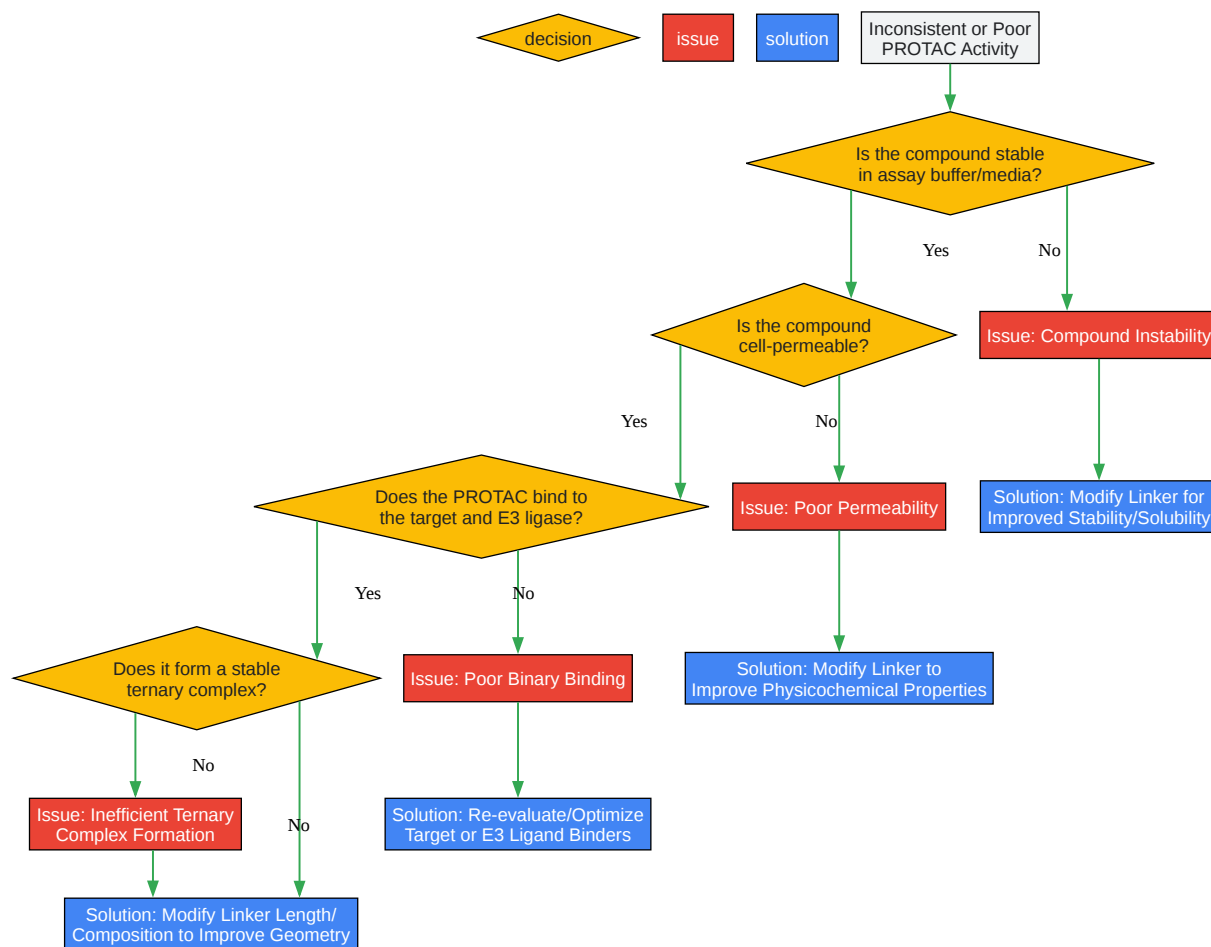 decision
issue
solution
Inconsistent or Poor
PROTAC Activity
Is the compound stable
in assay buffer/media?
Yes
No
Is the compound
cell-permeable?
Issue: Compound Instability
Yes
No
Does the PROTAC bind to
the target and E3 ligase?
Issue: Poor Permeability
Solution: Modify Linker for
Improved Stability/Solubility
Yes
No
Does it form a stable
ternary complex?
Issue: Poor Binary Binding
Solution: Modify Linker to
Improve Physicochemical Properties
No
Issue: Inefficient Ternary
Complex Formation
No
Solution: Re-evaluate/Optimize
Target or E3 Ligand Binders
Solution: Modify Linker Length/
Composition to Improve Geometry